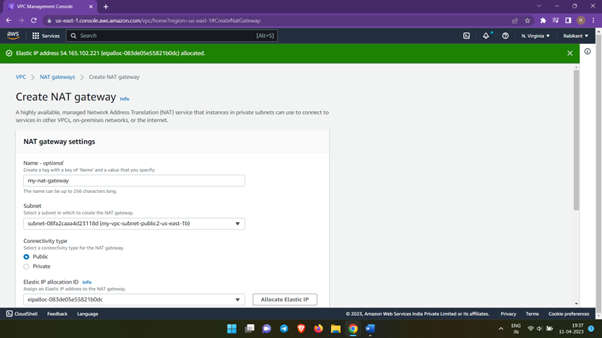 VPC Management Console
us-east-1.console.aws.amazon.com/vpc/home?region=us-east-1#CreateNatGateway:
aws
Services
Search
[Alt+S]
N. Virginia
Rabikant
Elastic IP address 54.165.102.221 (eipalloc-083de05e55821b0dc) allocated.
VPC
NAT gateways
Create NAT gateway
Create NAT gateway Info
A highly available, managed Network Address Translation (NAT) service that instances in private subnets can use to connect to
services in other VPCs, on-premises networks, or the internet.
NAT gateway settings
Name - optional
Create a tag with a key of 'Name' and a value that you specify.
my-nat-gateway
The name can be up to 256 characters long.
Subnet
Select a subnet in which to create the NAT gateway.
subnet-08fa2caaa4d23118d (my-vpc-subnet-public2-us-east-1b)
Connectivity type
Select a connectivity type for the NAT gateway.
Public
Private
Elastic IP allocation ID Info
Assign an Elastic IP address to the NAT gateway.
eipalloc-083de05e55821b0dc
Allocate Elastic IP
CloudShell
Feedback
Language
© 2023, Amazon Web Services India Private Limited or its affiliates.
Privacy
Terms
Cookie preferences
ENG
IN
19:37
11-04-2023